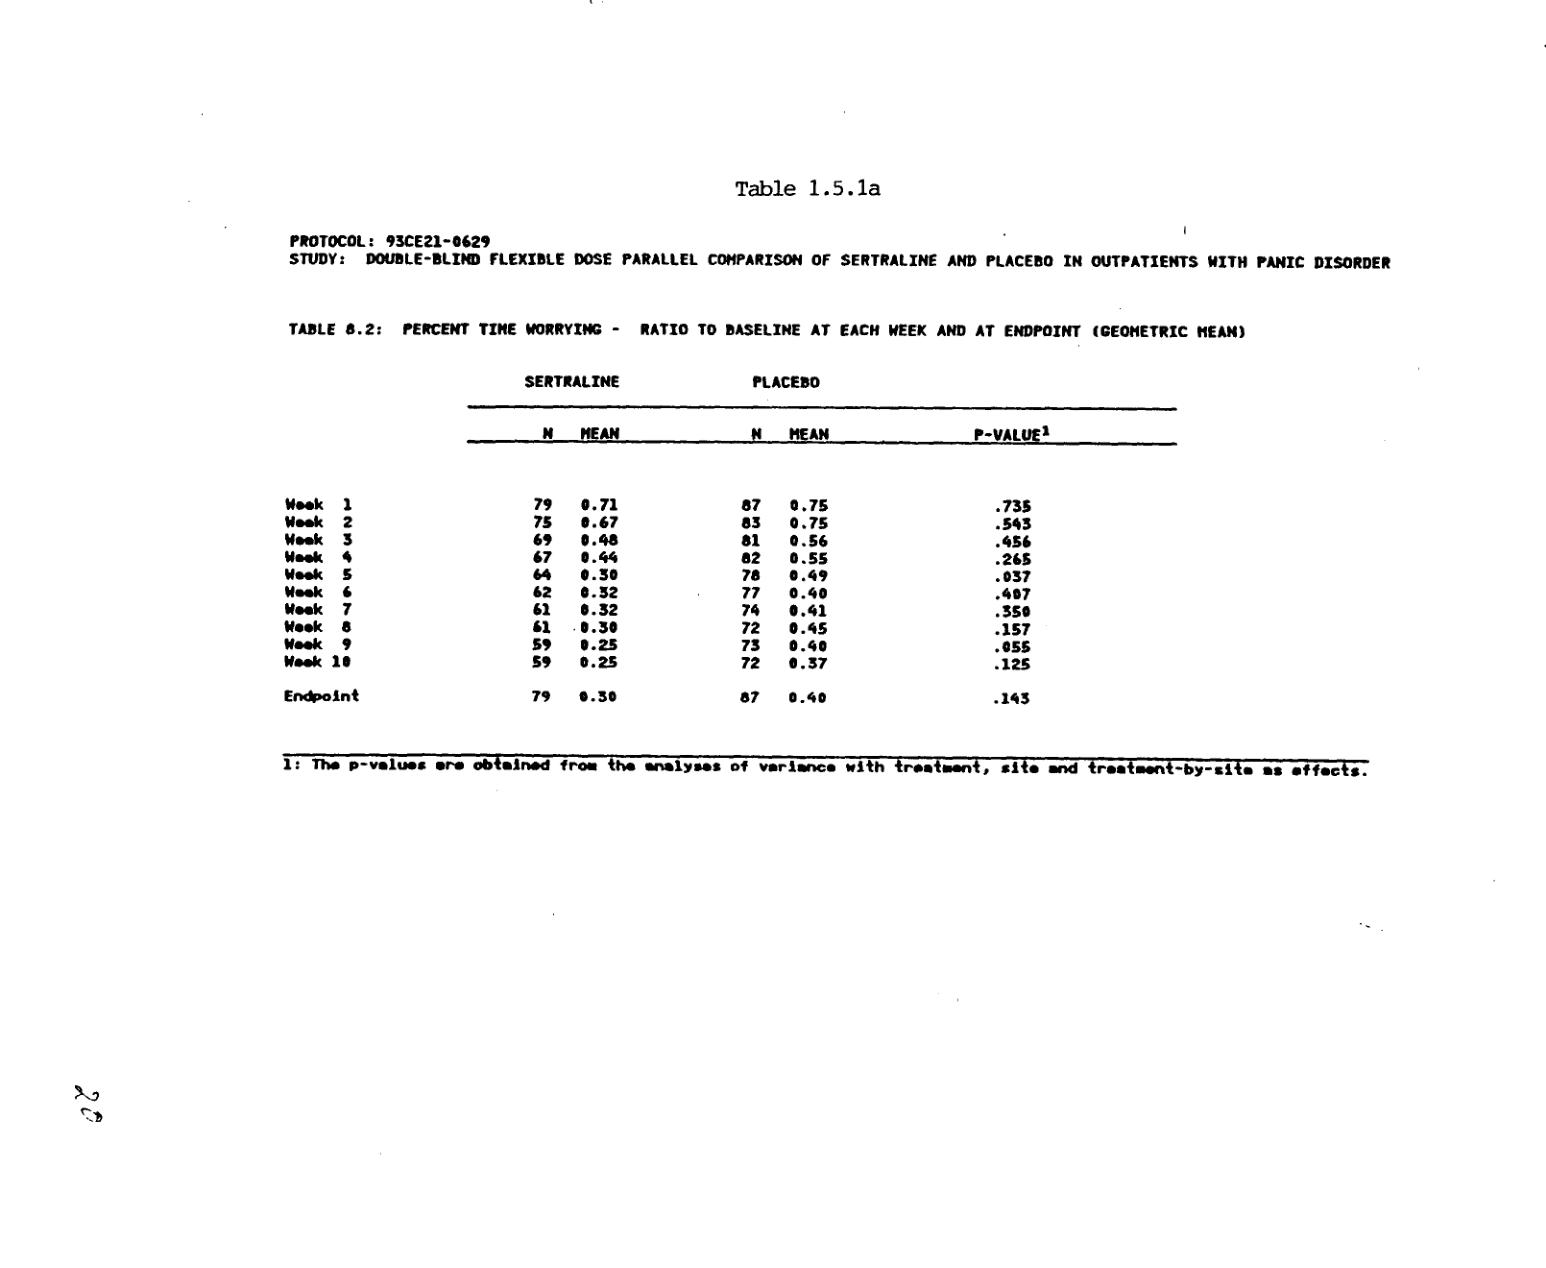 Table 1.5.1a
PROTOCOL: 93CE21-0629
STUDY: DOUBLE-BLIND FLEXIBLE DOSE PARALLEL COMPARISON OF SERTRALINE AND PLACEBO IN OUTPATIENTS WITH PANIC DISORDER
TABLE 8.2: PERCENT TIME WORRYING - RATIO TO BASELINE AT EACH WEEK AND AT ENDPOINT (GEOMETRIC MEAN)
SERTRALINE PLACEBO
N MEAN N MEAN P-VALUE1
Week 1 79 0.71 87 0.75 .735
Week 2 75 0.67 83 0.75 .543
Week 3 69 0.48 81 0.56 .456
Week 4 67 0.44 82 0.55 .265
Week 5 64 0.30 78 0.49 .037
Week 6 62 0.32 77 0.40 .407
Week 7 61 0.32 74 0.41 .350
Week 8 61 0.30 72 0.45 .157
Week 9 59 0.25 73 0.40 .055
Week 10 59 0.25 72 0.37 .125
Endpoint 79 0.30 87 0.40 .143
1: The p-values are obtained from the analyses of variance with treatment, site and treatment-by-site as effects.